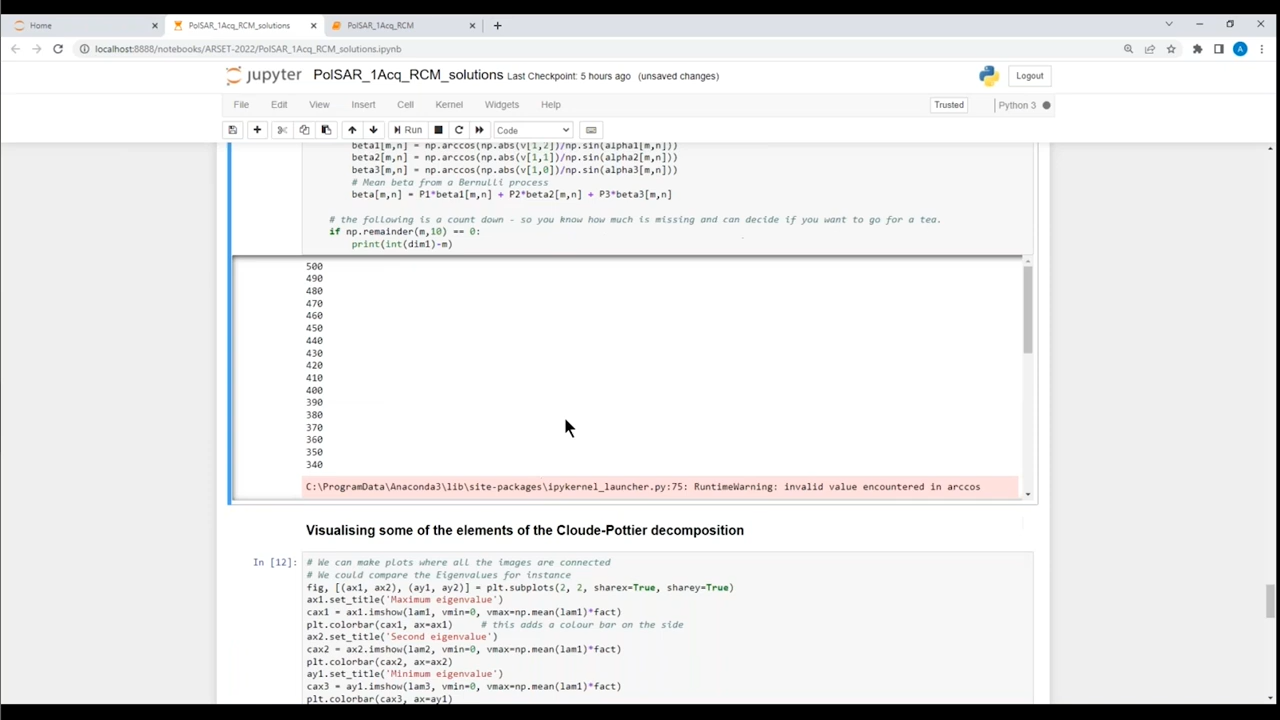 Home
PolSAR_1Acq_RCM_solutions
PolSAR_1Acq_RCM
localhost:8888/notebooks/ARSET-2022/PolSAR_1Acq_RCM_solutions.ipynb
A
jupyter PolSAR_1Acq_RCM_solutions Last Checkpoint: 5 hours ago (unsaved changes)
Logout
File Edit View Insert Cell Kernel Widgets Help
Trusted
Python 3
Run
Code
beta1[m,n] = np.arccos(np.abs(v[1,2])/np.sin(alpha1[m,n]))
beta2[m,n] = np.arccos(np.abs(v[1,1])/np.sin(alpha2[m,n]))
beta3[m,n] = np.arccos(np.abs(v[1,0])/np.sin(alpha3[m,n]))
# Mean beta from a Bernulli process
beta[m,n] = P1*beta1[m,n] + P2*beta2[m,n] + P3*beta3[m,n]
# the following is a count down - so you know how much is missing and can decide if you want to go for a tea.
if np.remainder(m,10) == 0:
print(int(dim1)-m)
500
490
480
470
460
450
440
430
420
410
400
390
380
370
360
350
340
C:\ProgramData\Anaconda3\lib\site-packages\ipykernel_launcher.py:75: RuntimeWarning: invalid value encountered in arccos
Visualising some of the elements of the Cloude-Pottier decomposition
In [12]:
# We can make plots where all the images are connected
# We could compare the Eigenvalues for instance
fig, [(ax1, ax2), (ay1, ay2)] = plt.subplots(2, 2, sharex=True, sharey=True)
ax1.set_title('Maximum eigenvalue')
cax1 = ax1.imshow(lam1, vmin=0, vmax=np.mean(lam1)*fact)
plt.colorbar(cax1, ax=ax1) # this adds a colour bar on the side
ax2.set_title('Second eigenvalue')
cax2 = ax2.imshow(lam2, vmin=0, vmax=np.mean(lam1)*fact)
plt.colorbar(cax2, ax=ax2)
ay1.set_title('Minimum eigenvalue')
cax3 = ay1.imshow(lam3, vmin=0, vmax=np.mean(lam1)*fact)
plt.colorbar(cax3, ax=ay1)